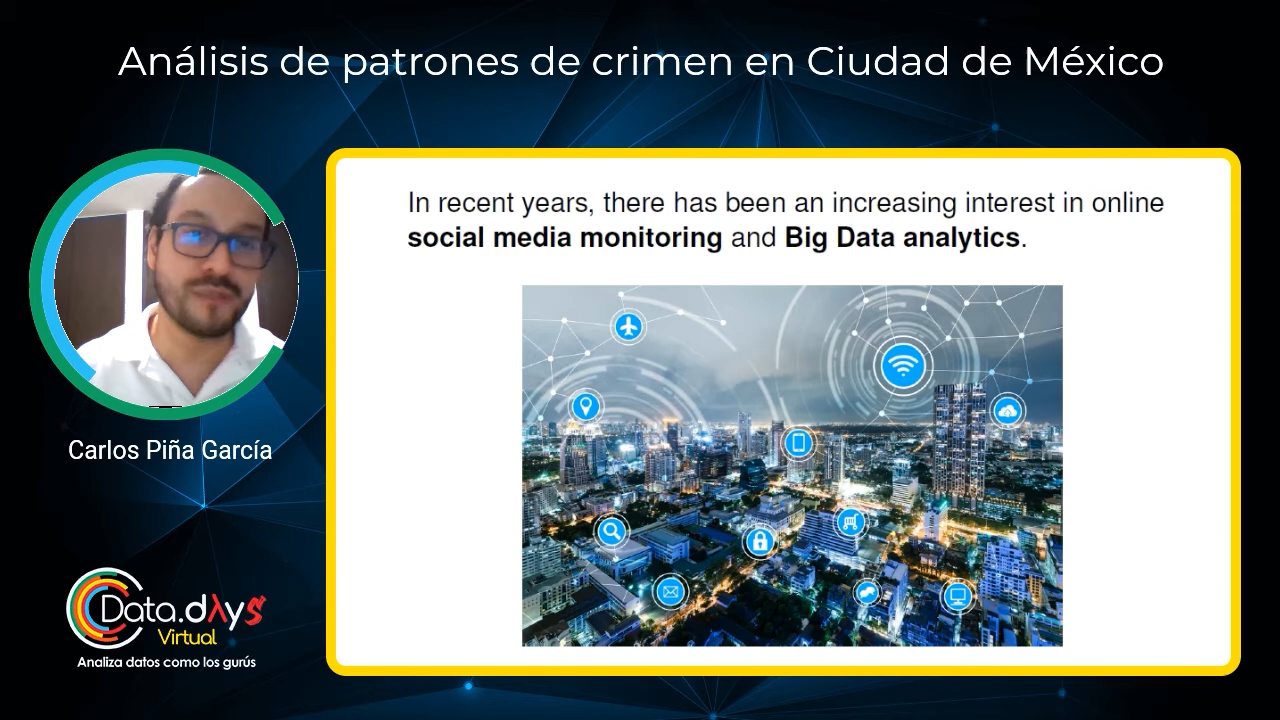 Análisis de patrones de crimen en Ciudad de México
In recent years, there has been an increasing interest in online
social media monitoring and Big Data analytics.
Carlos Piña García
Data.dλys
Virtual
Analiza datos como los gurús